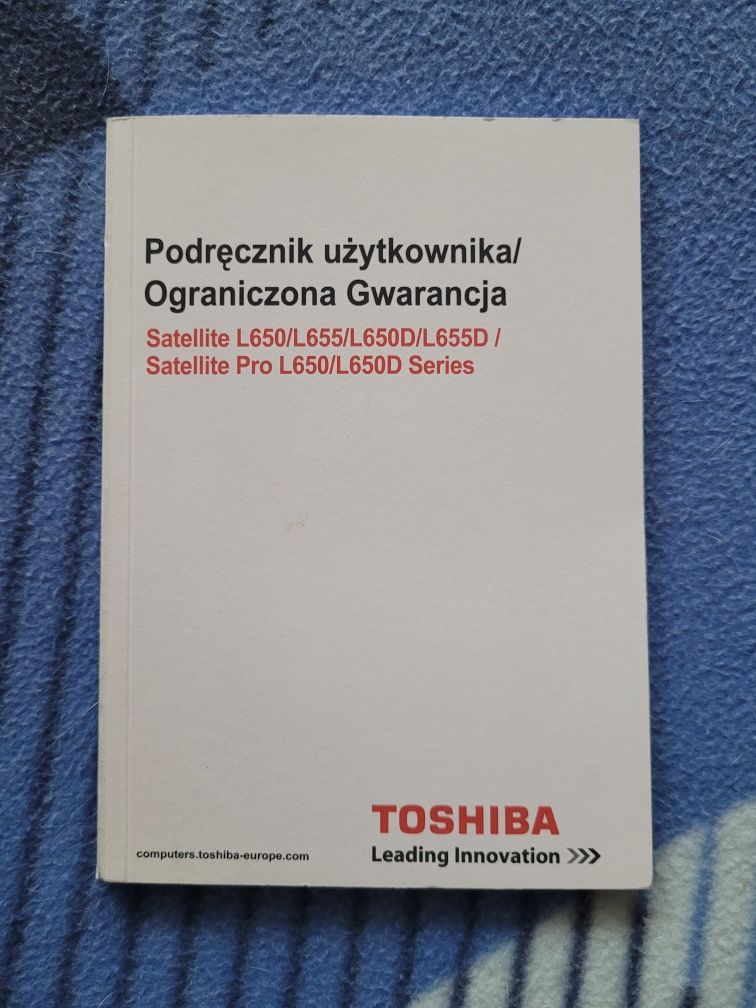 Podręcznik użytkownika/
Ograniczona Gwarancja
Satellite L650/L655/L650D/L655D /
Satellite Pro L650/L650D Series
TOSHIBA
computers.toshiba-europe.com
Leading Innovation >>>